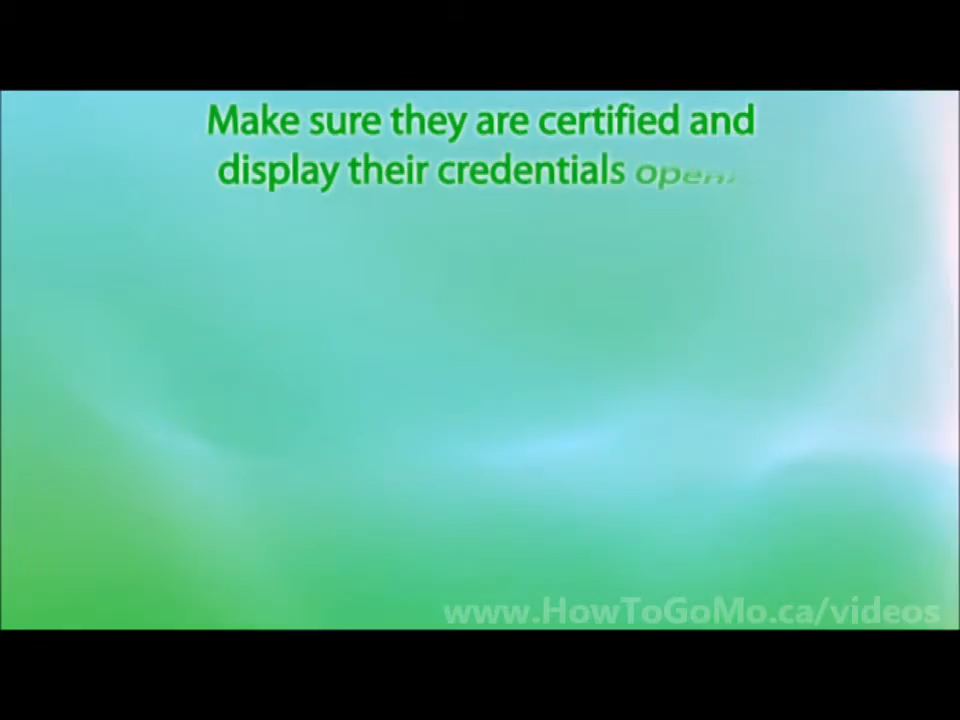 Make sure they are certified and
display their credentials
www.HowToGoMo.ca/videos